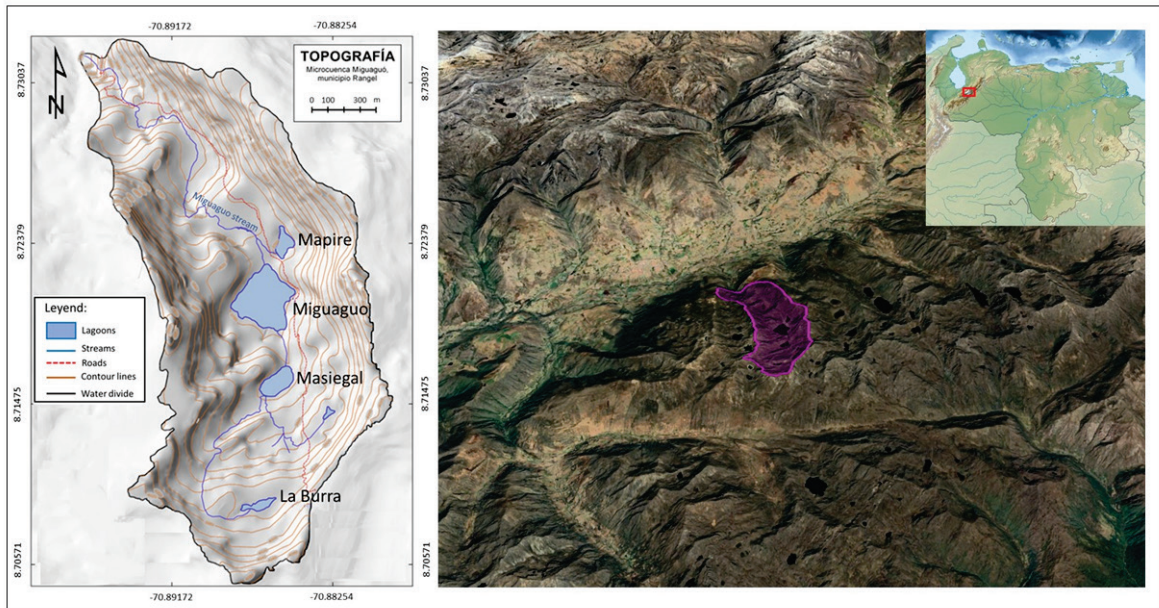 -70.89172
-70.88254
TOPOGRAFÍA
Microcuenca Miguaguó,
municipio Rangel
0 100 300 m
N
8.73037
8.73037
Miguaguo stream
Mapire
8.72379
8.72379
Leyend:
Lagoons
Streams
Roads
Contour lines
Water divide
Miguaguo
Masiegal
8.71475
8.71475
La Burra
8.70571
8.70571
-70.89172
-70.88254